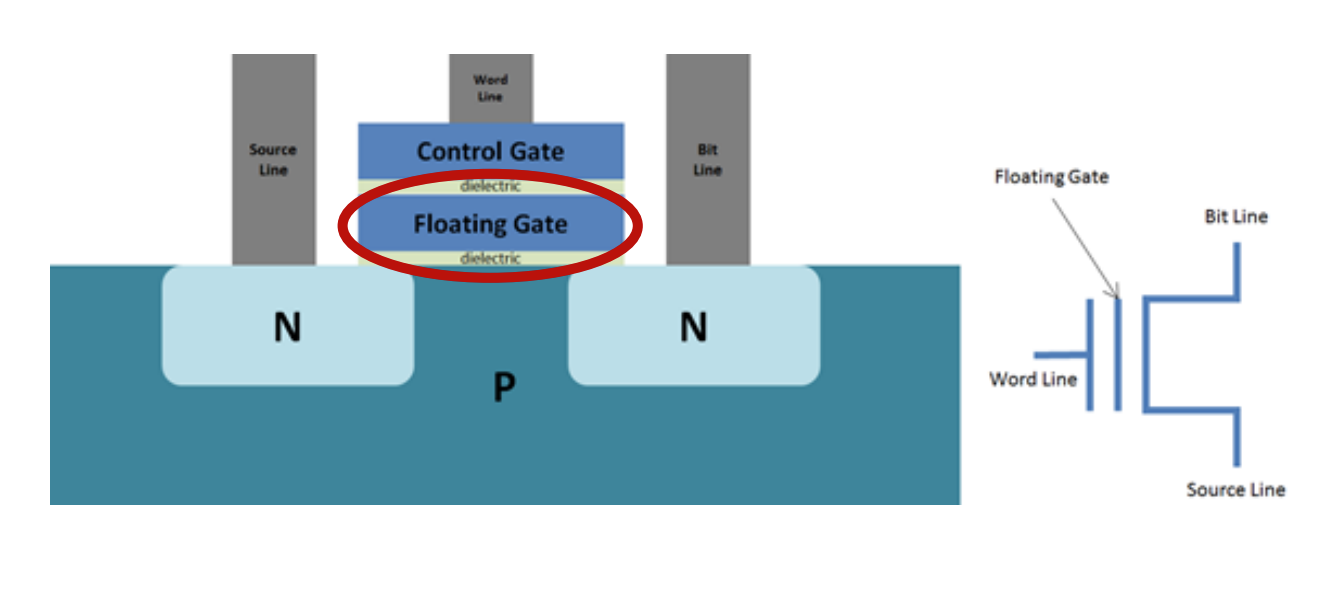 Word
Line
Source
Line
Control Gate
Bit
Line
dielectric
Floating Gate
dielectric
N
N
P
Floating Gate
Bit Line
Word Line
Source Line